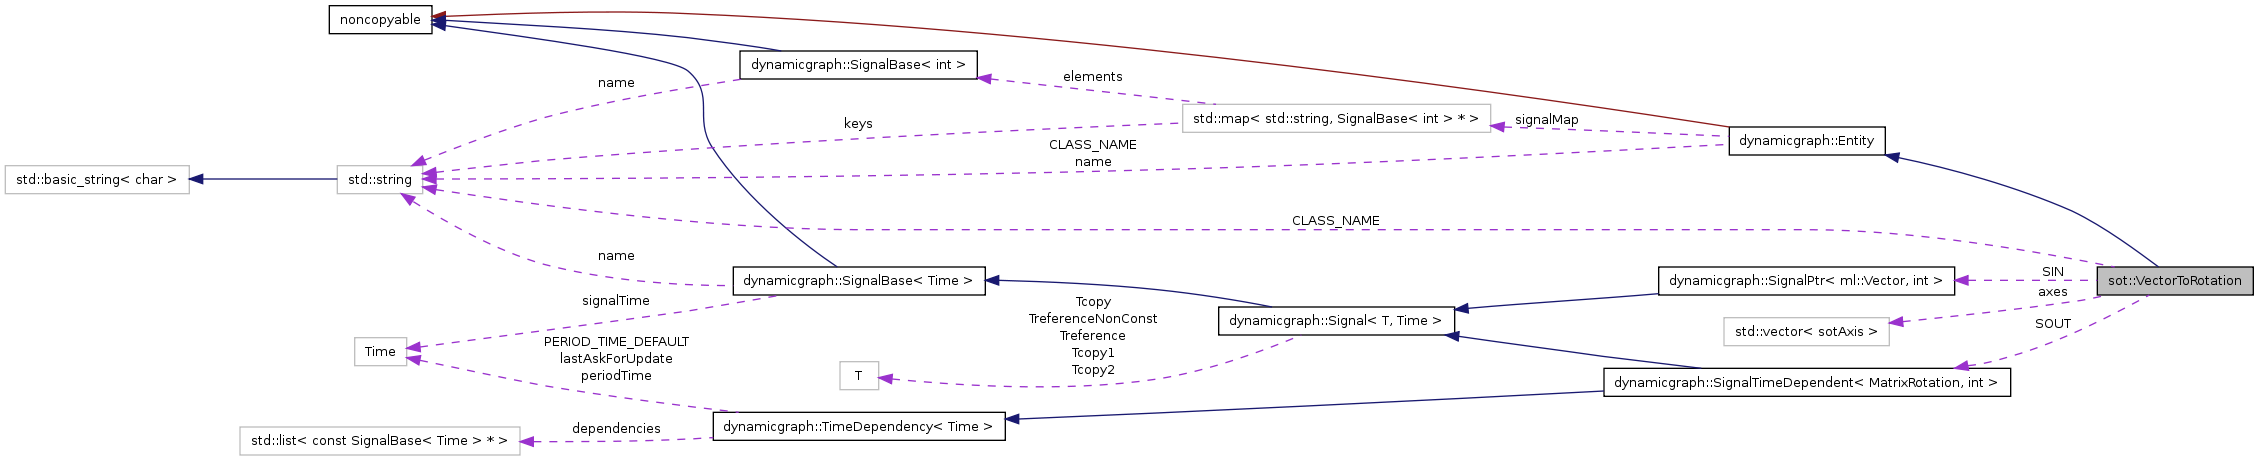 noncopyable
dynamicgraph::SignalBase< int >
name
elements
std::map< std::string, SignalBase< int > * >
signalMap
keys
dynamicgraph::Entity
CLASS_NAME
name
std::basic_string< char >
std::string
CLASS_NAME
name
dynamicgraph::SignalBase< Time >
dynamicgraph::SignalPtr< ml::Vector, int >
SIN
sot::VectorToRotation
axes
signalTime
Tcopy
TreferenceNonConst
Treference
Tcopy1
Tcopy2
dynamicgraph::Signal< T, Time >
std::vector< sotAxis >
SOUT
Time
PERIOD_TIME_DEFAULT
lastAskForUpdate
periodTime
T
dynamicgraph::SignalTimeDependent< MatrixRotation, int >
dynamicgraph::TimeDependency< Time >
dependencies
std::list< const SignalBase< Time > * >